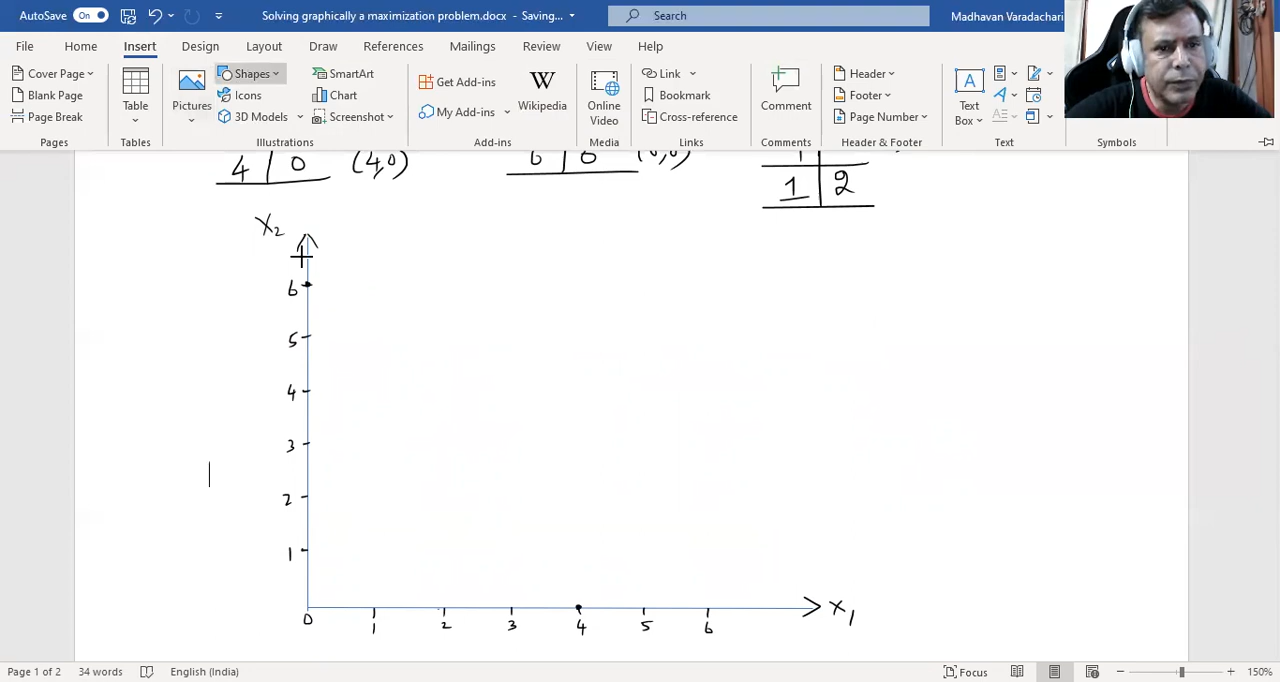 AutoSave On Solving graphically a maximization problem.docx - Saving... Search Madhavan Varadachari
File Home Insert Design Layout References Mailings Review View Help
Cover Page Shapes SmartArt Get Add-ins Link Header
Blank Page Icons Chart Bookmark Footer
Page Break Table Pictures 3D Models Screenshot My Add-ins Wikipedia Online Video Cross-reference Comment Page Number Text Box
Pages Tables Illustrations Add-ins Media Links Comments Header & Footer Text Symbols
4 0 (4,0) 6 0
1 2
X2
6
5
4
3
2
1
0 1 2 3 4 5 6 X1
Page 1 of 2 34 words English (India) Focus 150%